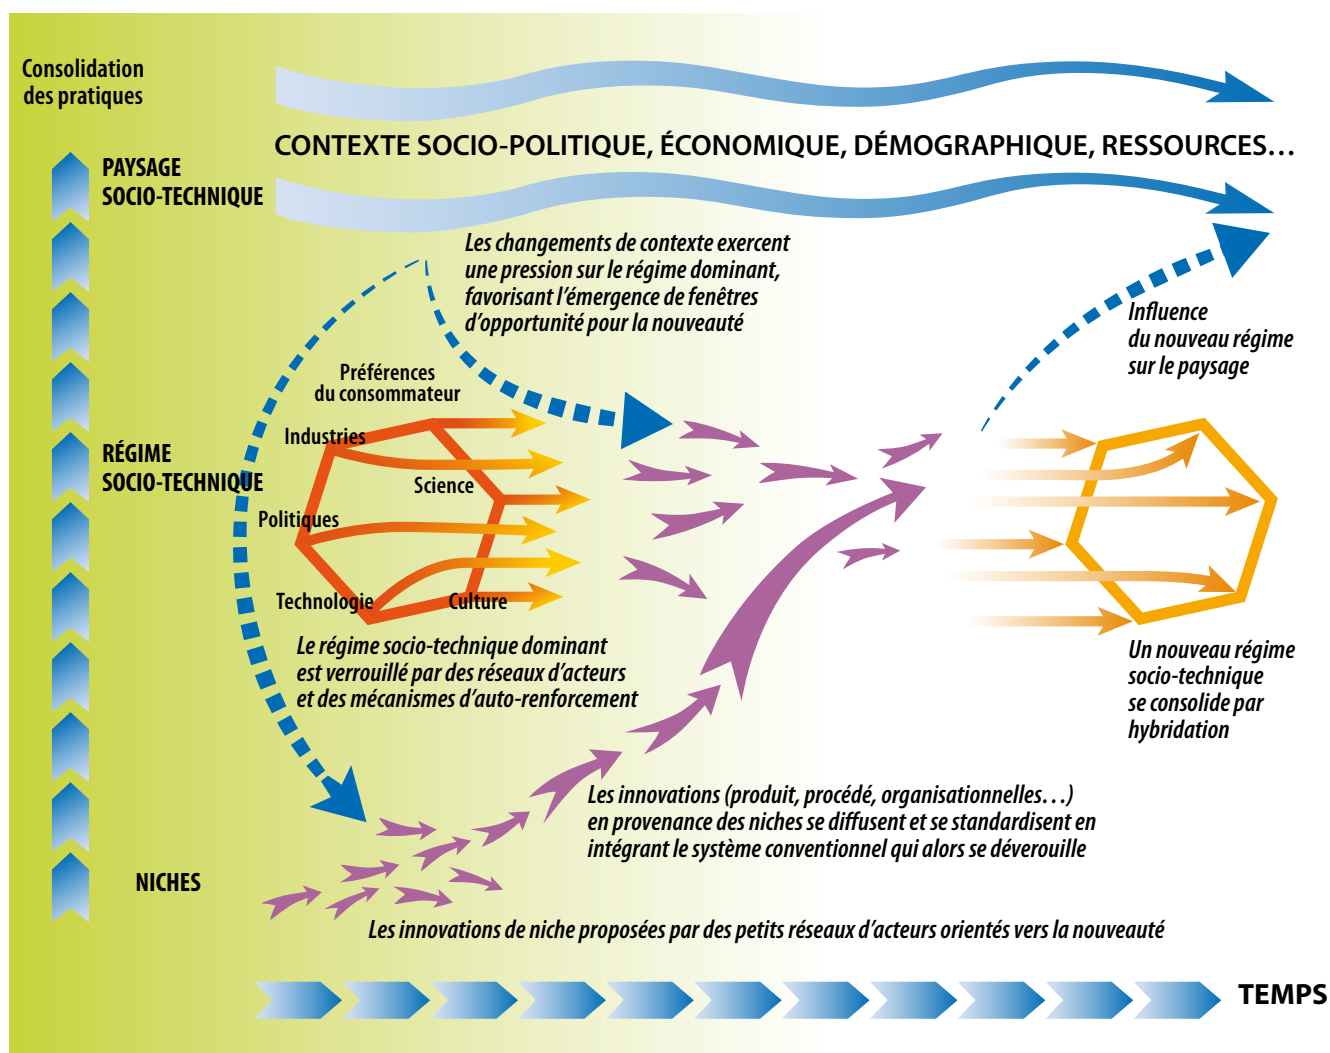 Consolidation
des pratiques
CONTEXTE SOCIO-POLITIQUE, ÉCONOMIQUE, DÉMOGRAPHIQUE, RESSOURCES…
PAYSAGE
SOCIO-TECHNIQUE
Les changements de contexte exercent
une pression sur le régime dominant,
favorisant l’émergence de fenêtres
d’opportunité pour la nouveauté
Influence
du nouveau régime
sur le paysage
Préférences
du consommateur
Industries
RÉGIME
SOCIO-TECHNIQUE
Science
Politiques
Technologie
Culture
Le régime socio-technique dominant
est verrouillé par des réseaux d’acteurs
et des mécanismes d’auto-renforcement
Un nouveau régime
socio-technique
se consolide par
hybridation
Les innovations (produit, procédé, organisationnelles…)
en provenance des niches se diffusent et se standardisent en
intégrant le système conventionnel qui alors se déverouille
NICHES
Les innovations de niche proposées par des petits réseaux d’acteurs orientés vers la nouveauté
TEMPS